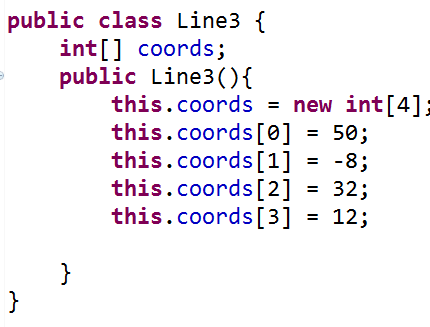 public class Line3 {
    int[] coords;
    public Line3(){
        this.coords = new int[4];
        this.coords[0] = 50;
        this.coords[1] = -8;
        this.coords[2] = 32;
        this.coords[3] = 12;
    }
}